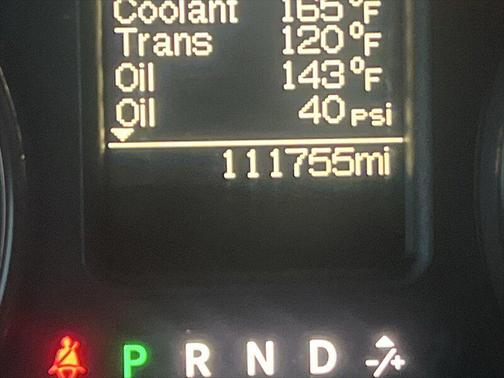 Coolant 165°F
Trans 120°F
Oil 143°F
Oil 40 psi
111755mi
P R N D -/+